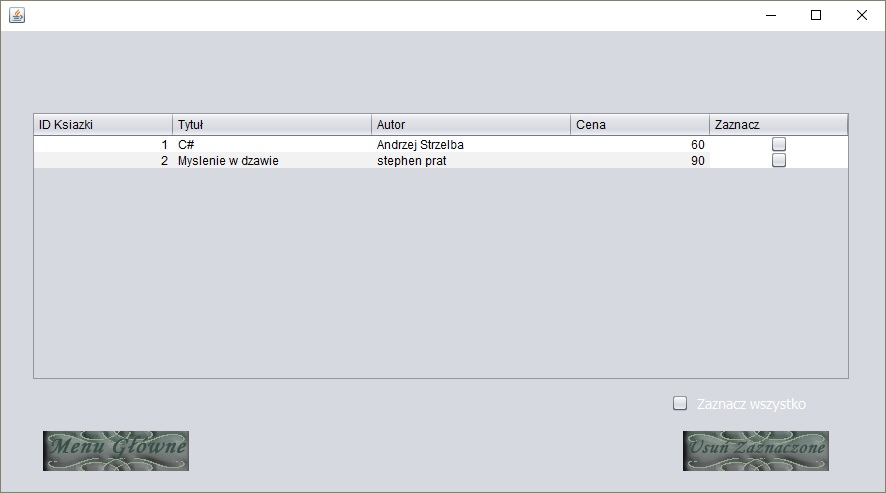 ID Ksiazki Tytuł Autor Cena Zaznacz
1 C# Andrzej Strzelba 60
2 Myslenie w dzawie stephen prat 90
Zaznacz wszystko
Menu Główne Usuń Zaznaczone